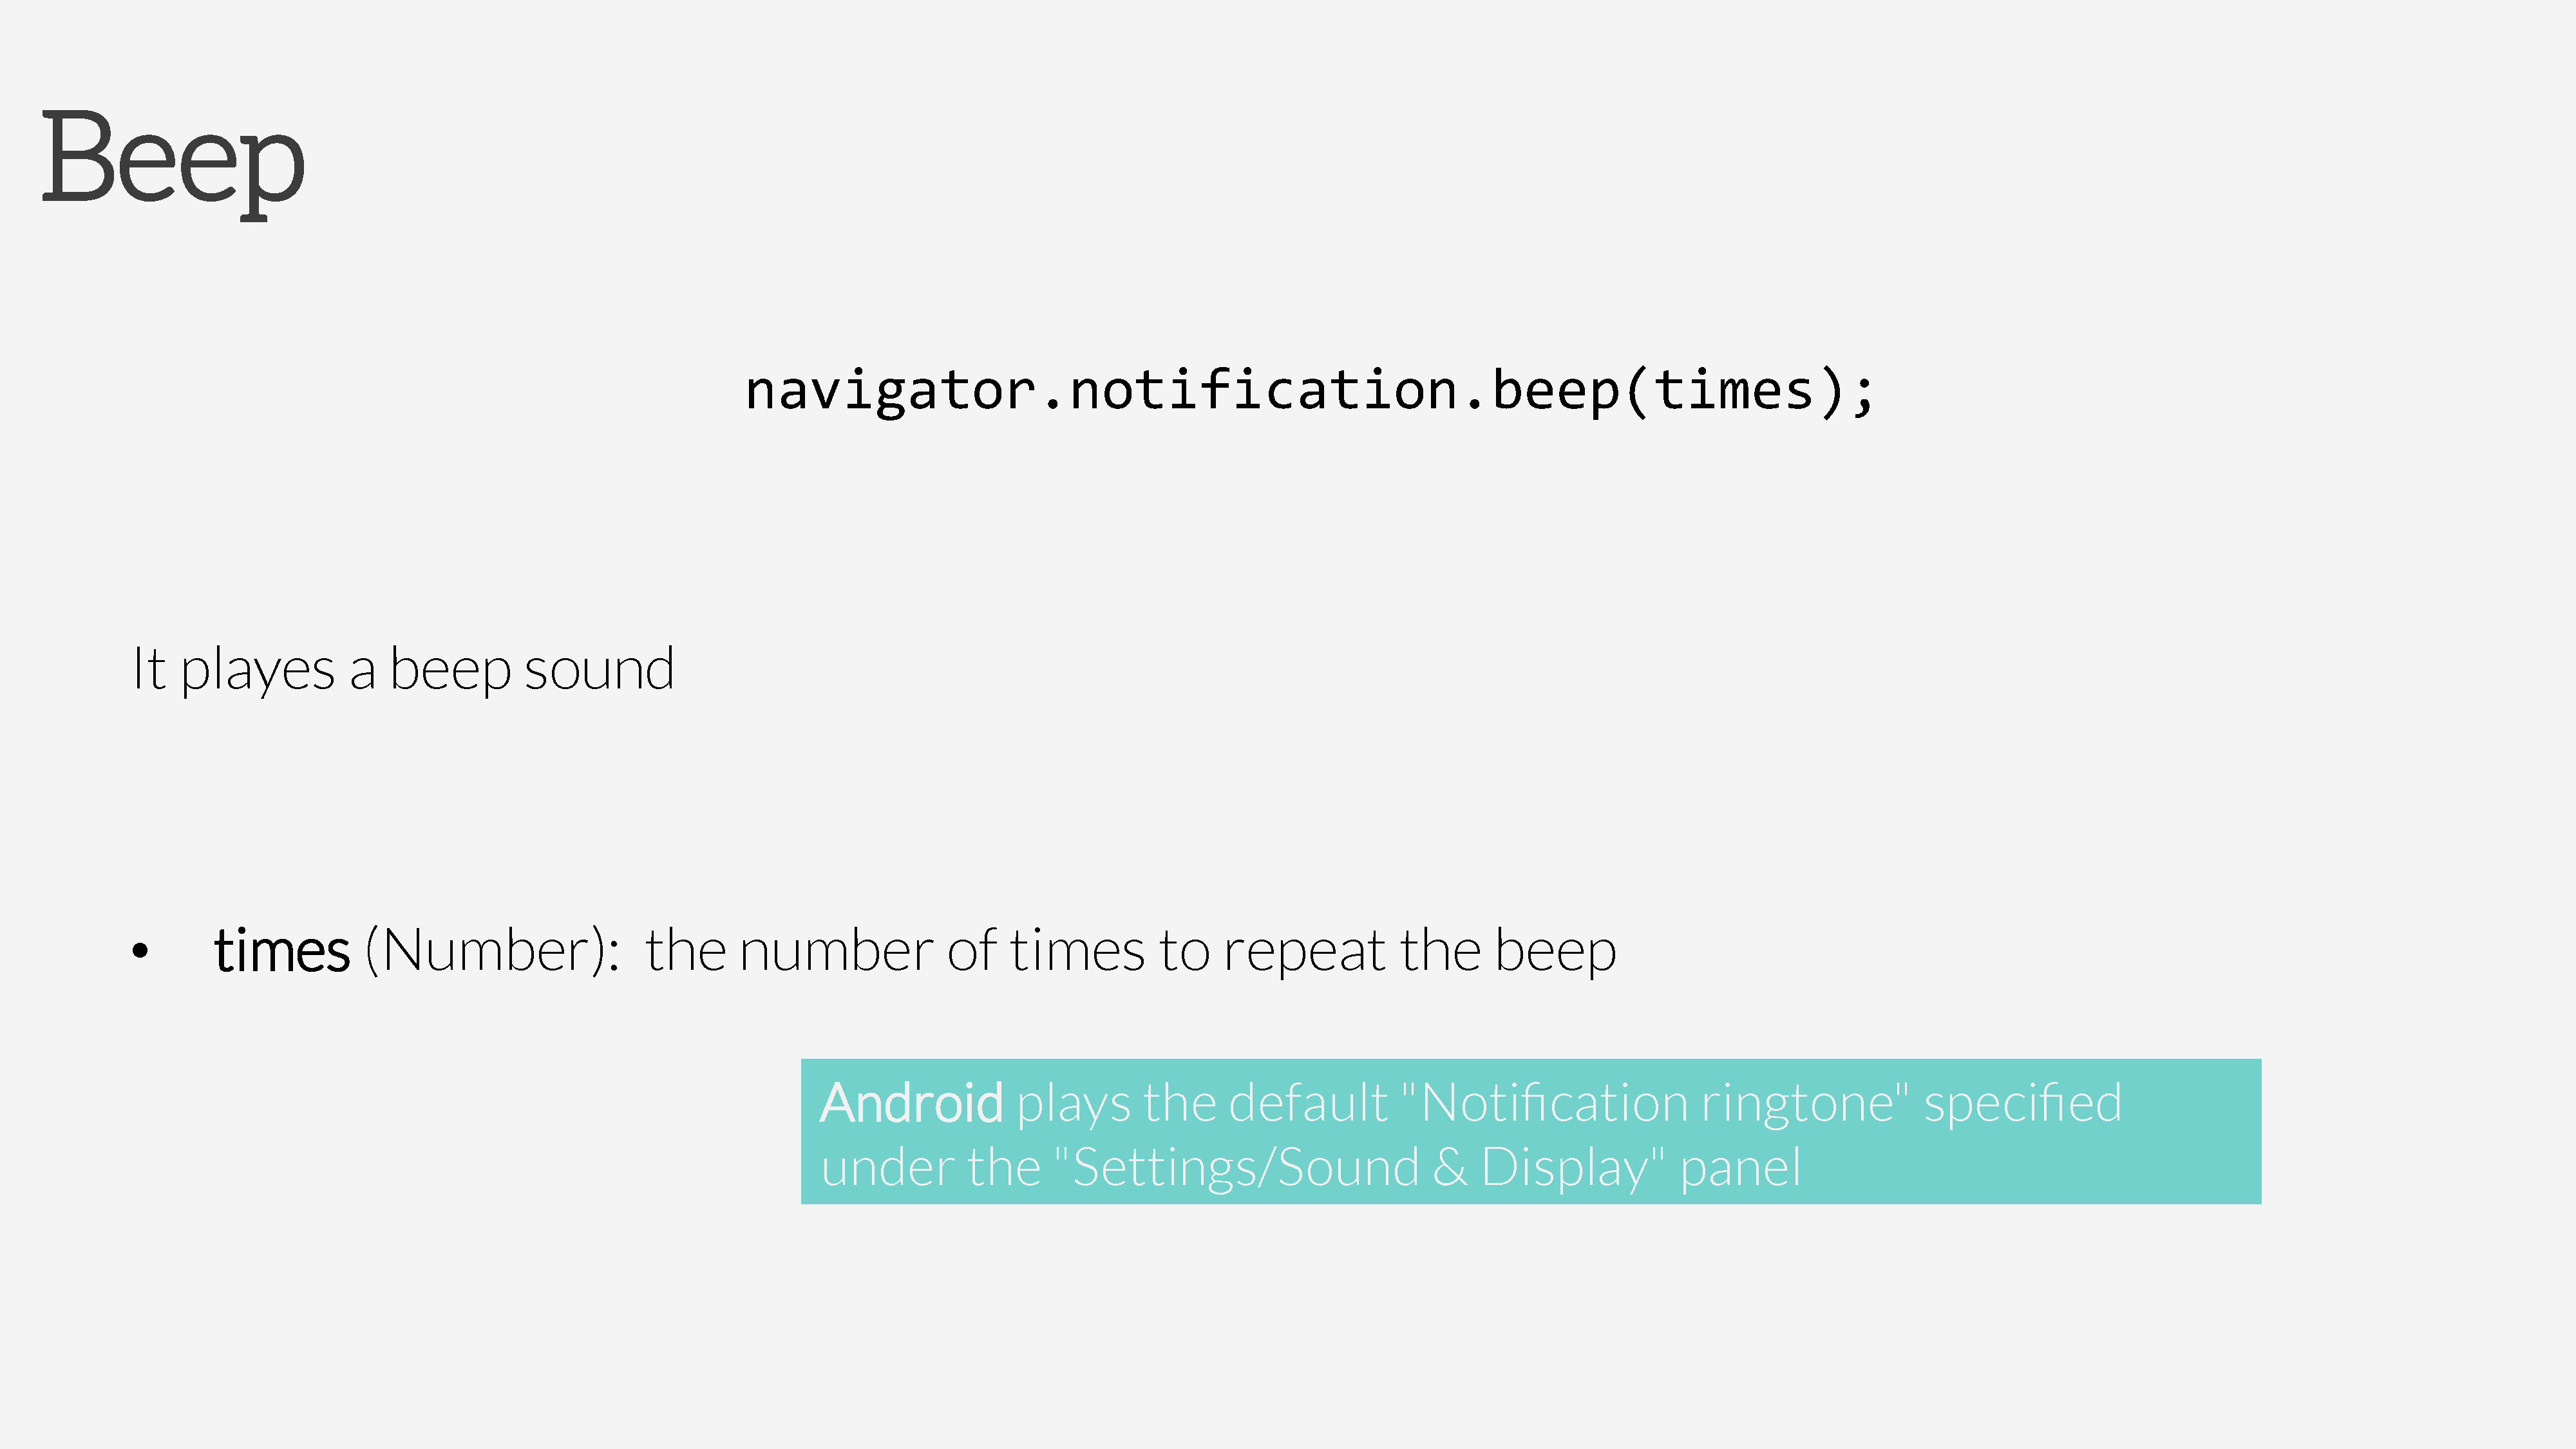 Beep
navigator.notification.beep(times);
It playes a beep sound
• times (Number): the number of times to repeat the beep
Android plays the default "Notification ringtone" specified
under the "Settings/Sound & Display" panel